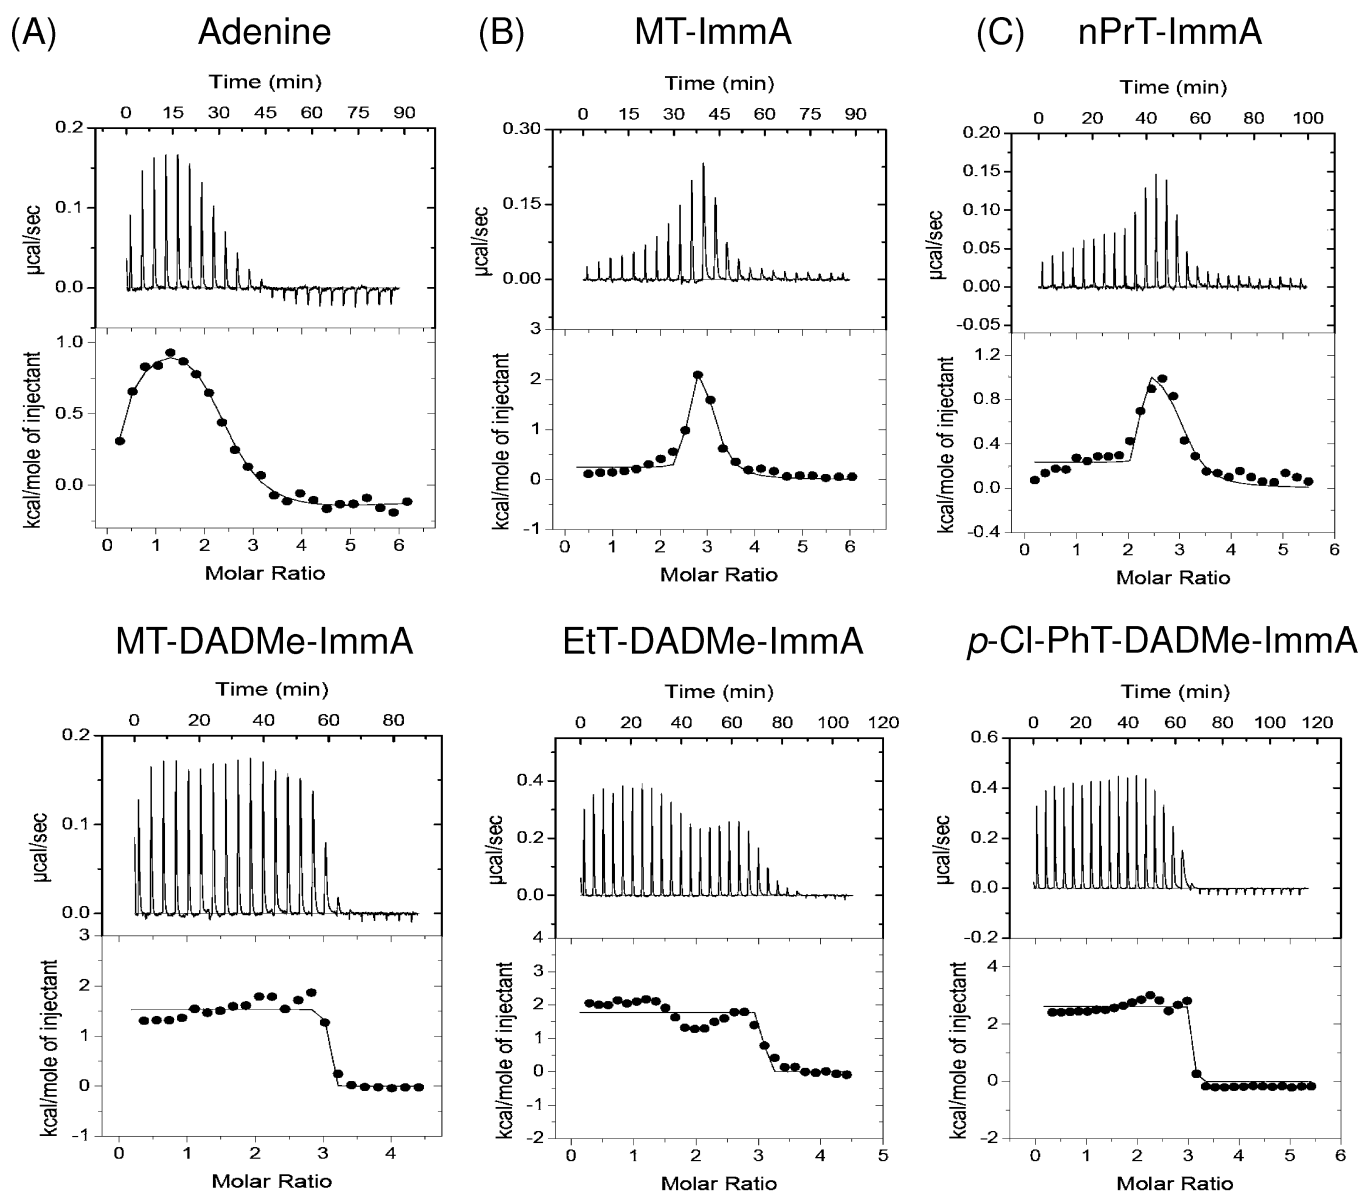 (A) Adenine (B) MT-ImmA (C) nPrT-ImmA
Time (min) Time (min) Time (min)
0 15 30 45 60 75 90 0 15 30 45 60 75 90 0 20 40 60 80 100
0.2 0.1 0.0 0.30 0.15 0.00 3 0.20 0.15 0.10 0.05 0.00 -0.05
µcal/sec µcal/sec µcal/sec
1.0 0.5 0.0 2 1 0 -1 1.2 0.8 0.4 0.0 -0.4
kcal/mole of injectant kcal/mole of injectant kcal/mole of injectant
0 1 2 3 4 5 6 0 1 2 3 4 5 6 0 1 2 3 4 5 6
Molar Ratio Molar Ratio Molar Ratio
MT-DADMe-ImmA EtT-DADMe-ImmA p-Cl-PhT-DADMe-ImmA
Time (min) Time (min) Time (min)
0 20 40 60 80 0 20 40 60 80 100 120 0 20 40 60 80 100 120
0.2 0.1 0.0 3 0.4 0.2 0.0 4 0.6 0.4 0.2 0.0 -0.2
µcal/sec µcal/sec µcal/sec
2 1 0 -1 3 2 1 0 -1 -2 4 2 0 -2
kcal/mole of injectant kcal/mole of injectant kcal/mole of injectant
0 1 2 3 4 0 1 2 3 4 5 0 1 2 3 4 5 6
Molar Ratio Molar Ratio Molar Ratio